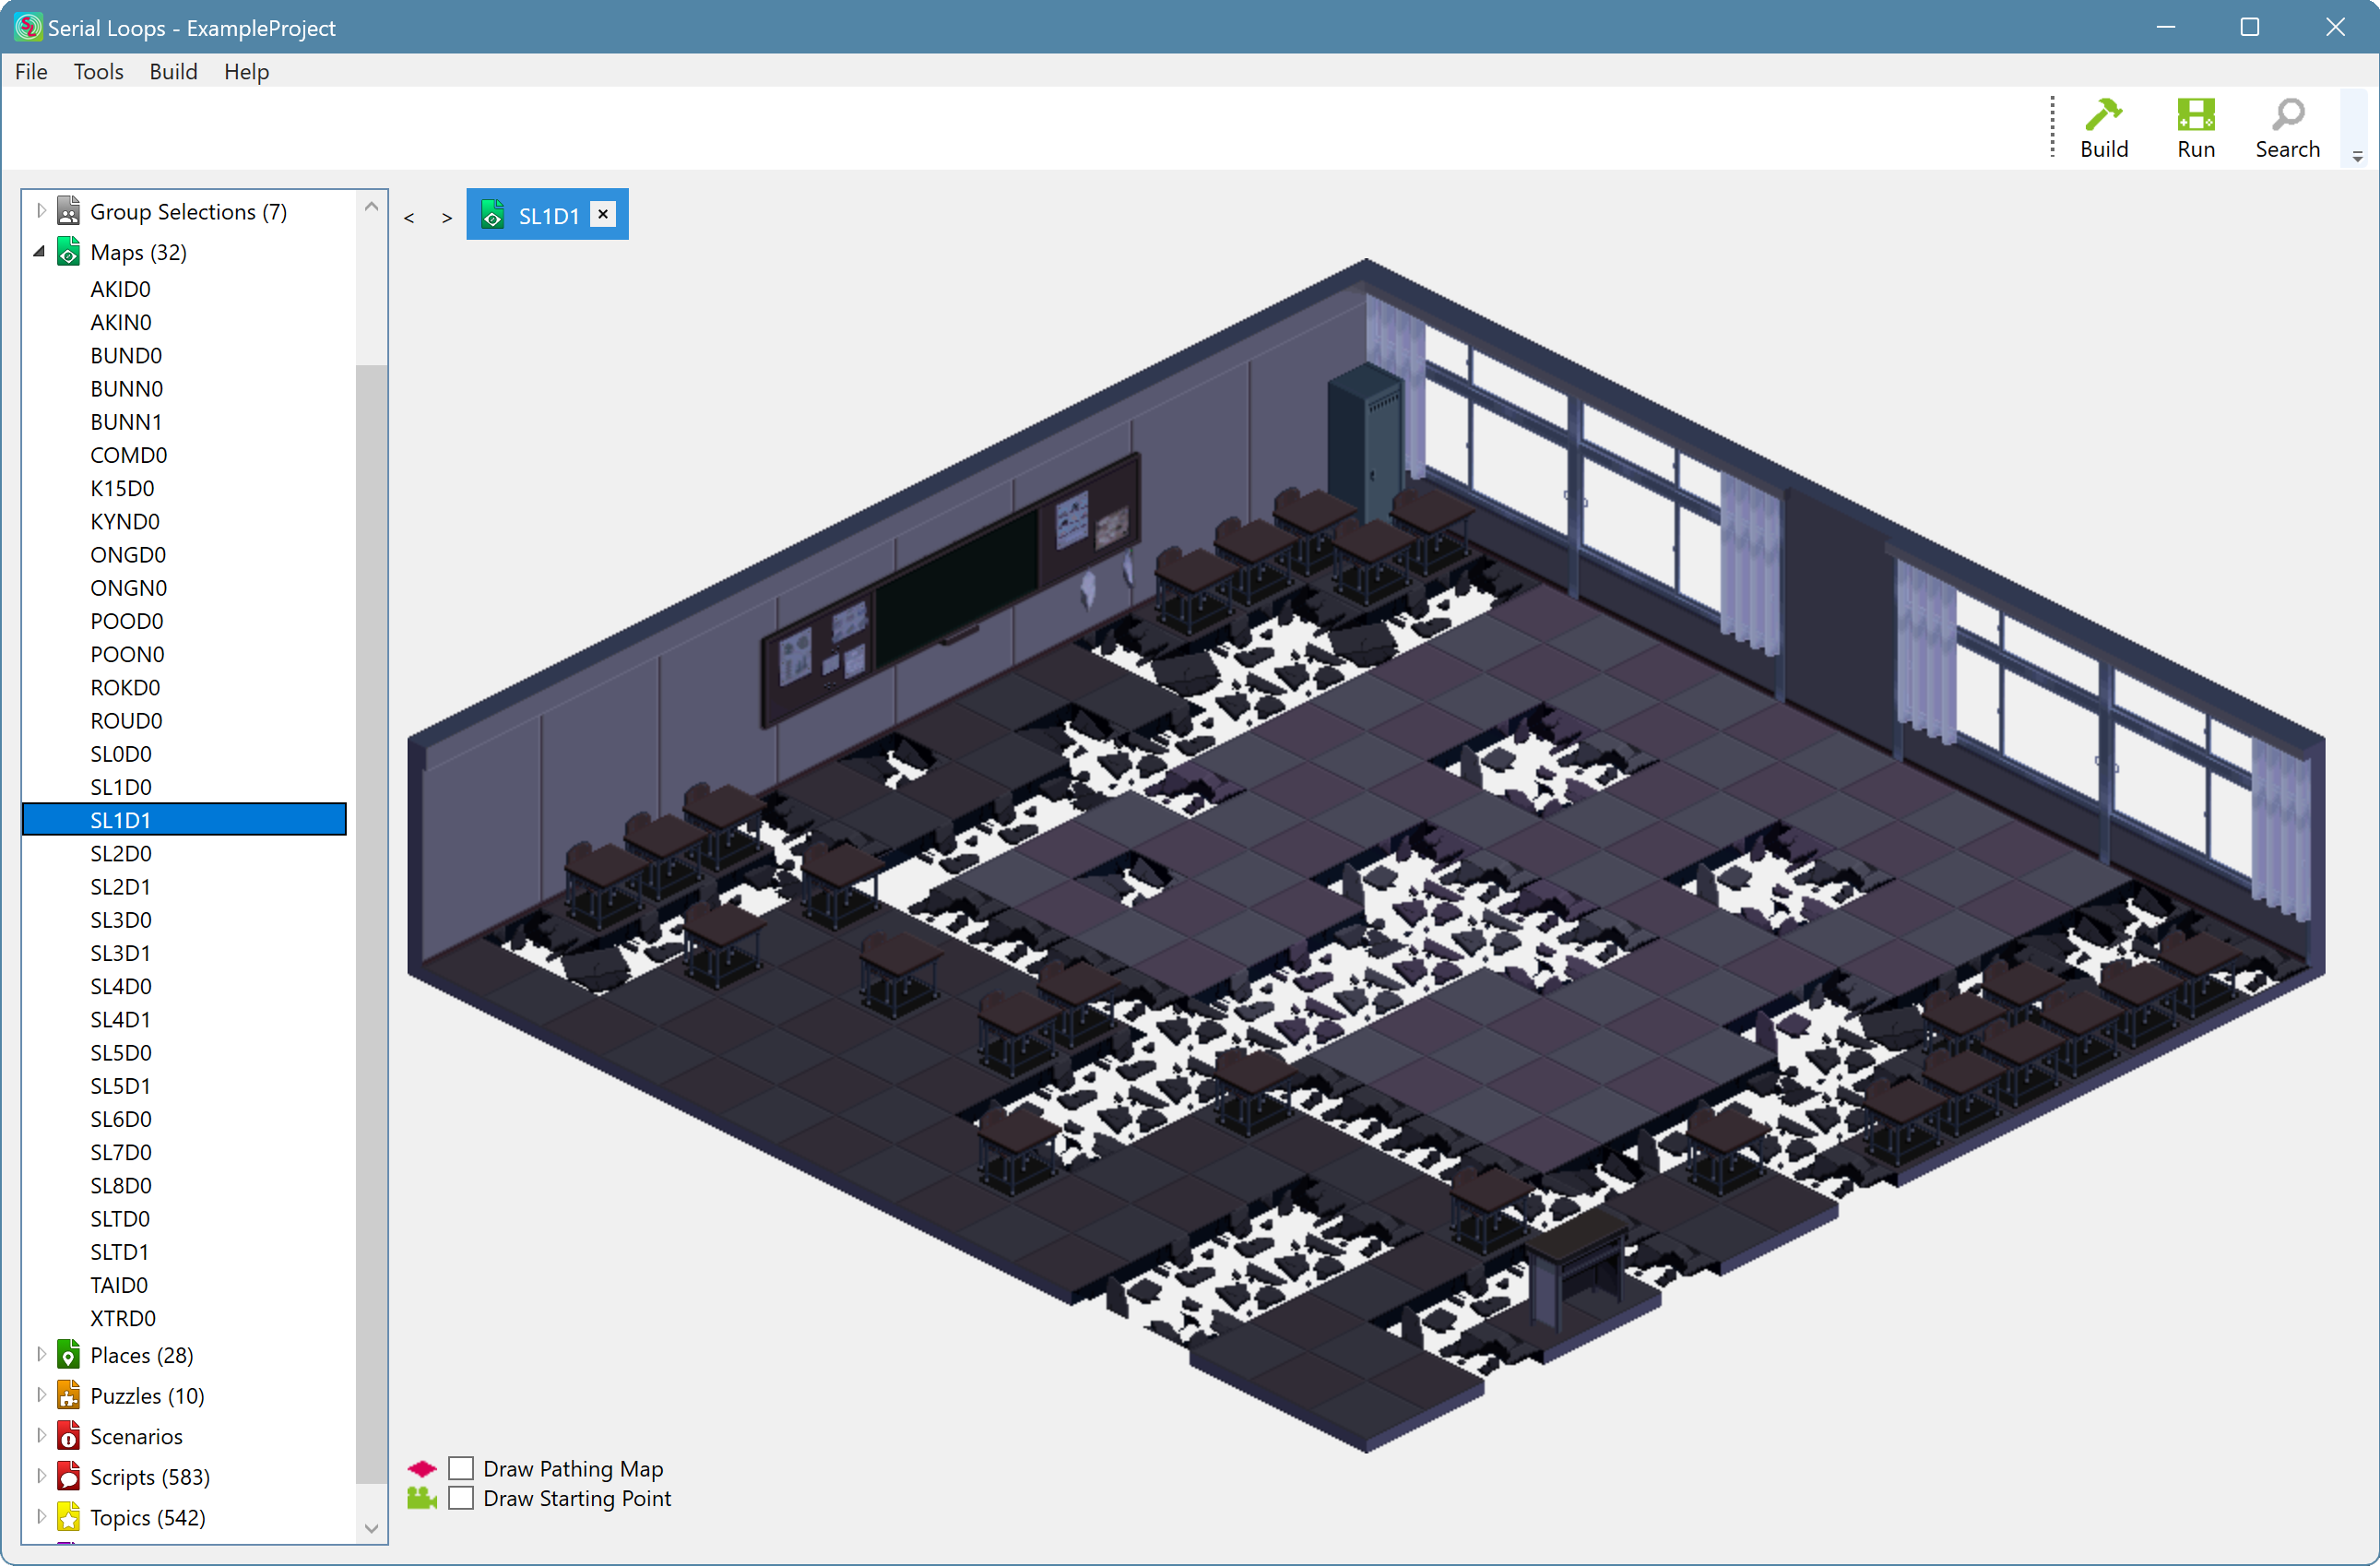 Serial Loops - ExampleProject
File Tools Build Help
Build Run Search
Group Selections (7)
Maps (32)
AKID0
AKIN0
BUND0
BUNN0
BUNN1
COMD0
K15D0
KYND0
ONGD0
ONGN0
POOD0
POON0
ROKD0
ROUD0
SL0D0
SL1D0
SL1D1
SL2D0
SL2D1
SL3D0
SL3D1
SL4D0
SL4D1
SL5D0
SL5D1
SL6D0
SL7D0
SL8D0
SLTD0
SLTD1
TAID0
XTRD0
Places (28)
Puzzles (10)
Scenarios
Scripts (583)
Topics (542)
< > SL1D1
Draw Pathing Map
Draw Starting Point